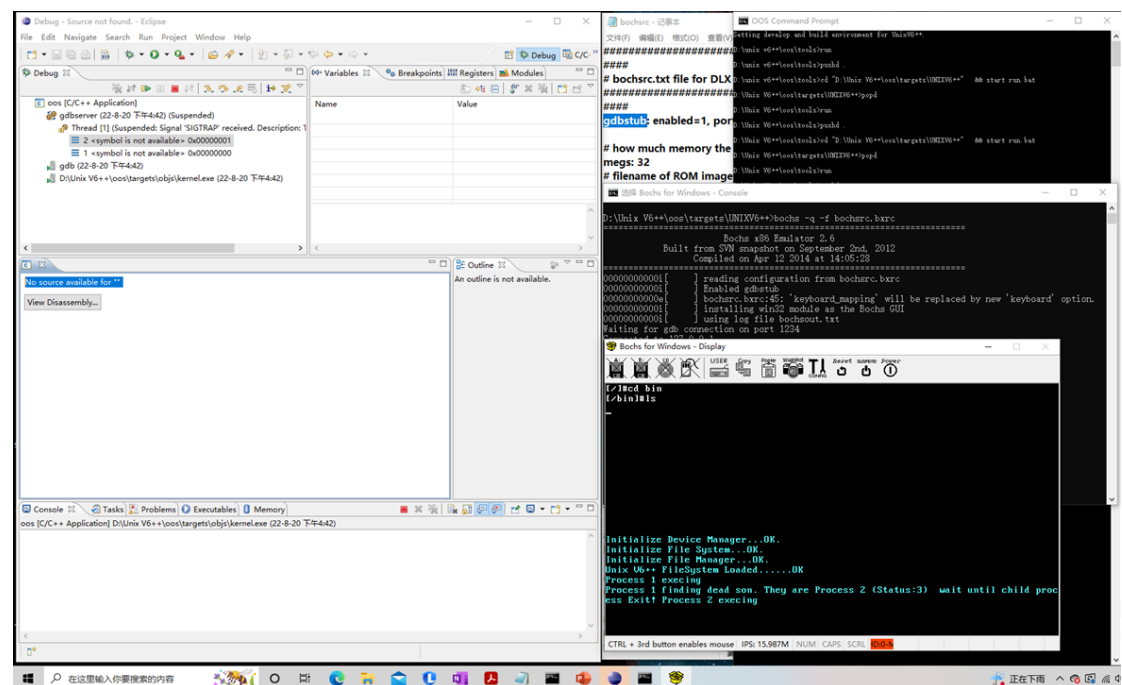 Debug - Source not found. - Eclipse
File Edit Navigate Search Run Project Window Help
Debug C/C
Debug
oos [C/C++ Application]
gdbserver (22-8-20 下午4:42) (Suspended)
Thread [1] (Suspended: Signal 'SIGTRAP' received. Description: T
2 <symbol is not available> 0x00000001
1 <symbol is not available> 0x00000000
gdb (22-8-20 下午4:42)
D:\Unix V6++\oos\targets\objs\kernel.exe (22-8-20 下午4:42)
Variables Breakpoints Registers Modules
Name Value
No source available for ""
View Disassembly...
Outline
An outline is not available.
Console Tasks Problems Executables Memory
oos [C/C++ Application] D:\Unix V6++\oos\targets\objs\kernel.exe (22-8-20 下午4:42)
bochsrc - 记事本
文件(F) 编辑(E) 格式(O) 查看(V)
####################
####
# bochsrc.txt file for DLX
####################
####
gdbstub: enabled=1, por
# how much memory the
megs: 32
# filename of ROM image
OOS Command Prompt
Setting develop and build environment for UnixV6++.
D:\unix v6++\oos\tools>run
D:\unix v6++\oos\tools>pushd .
D:\unix v6++\oos\tools>cd "D:\Unix V6++\oos\targets\UNIXV6++" && start run.bat
D:\Unix V6++\oos\targets\UNIXV6++>popd
D:\Unix V6++\oos\tools>run
D:\Unix V6++\oos\tools>pushd .
D:\Unix V6++\oos\tools>cd "D:\Unix V6++\oos\targets\UNIXV6++" && start run.bat
D:\Unix V6++\oos\targets\UNIXV6++>popd
D:\Unix V6++\oos\tools>run
选择 Bochs for Windows - Console
D:\Unix V6++\oos\targets\UNIXV6++>bochs -q -f bochsrc.bxrc
========================================================================
Bochs x86 Emulator 2.6
Built from SVN snapshot on September 2nd, 2012
Compiled on Apr 12 2014 at 14:05:28
========================================================================
00000000000i[ ] reading configuration from bochsrc.bxrc
00000000000i[ ] Enabled gdbstub
00000000000e[ ] bochsrc.bxrc:45: 'keyboard_mapping' will be replaced by new 'keyboard' option.
00000000000i[ ] installing win32 module as the Bochs GUI
00000000000i[ ] using log file bochsout.txt
Waiting for gdb connection on port 1234
Connected to 127.0.0.1
Bochs for Windows - Display
USER Copy Paste Snapshot CONFIG Reset SUSPEND Power
[/]#cd bin
[/bin]#ls
Initialize Device Manager...OK.
Initialize File System...OK.
Initialize File Manager...OK.
Unix V6++ FileSystem Loaded......OK
Process 1 execing
Process 1 finding dead son. They are Process 2 (Status:3) wait until child proc
ess Exit! Process 2 execing
CTRL + 3rd button enables mouse IPS: 15.987M NUM CAPS SCRL
在这里输入你要搜索的内容
正在下雨